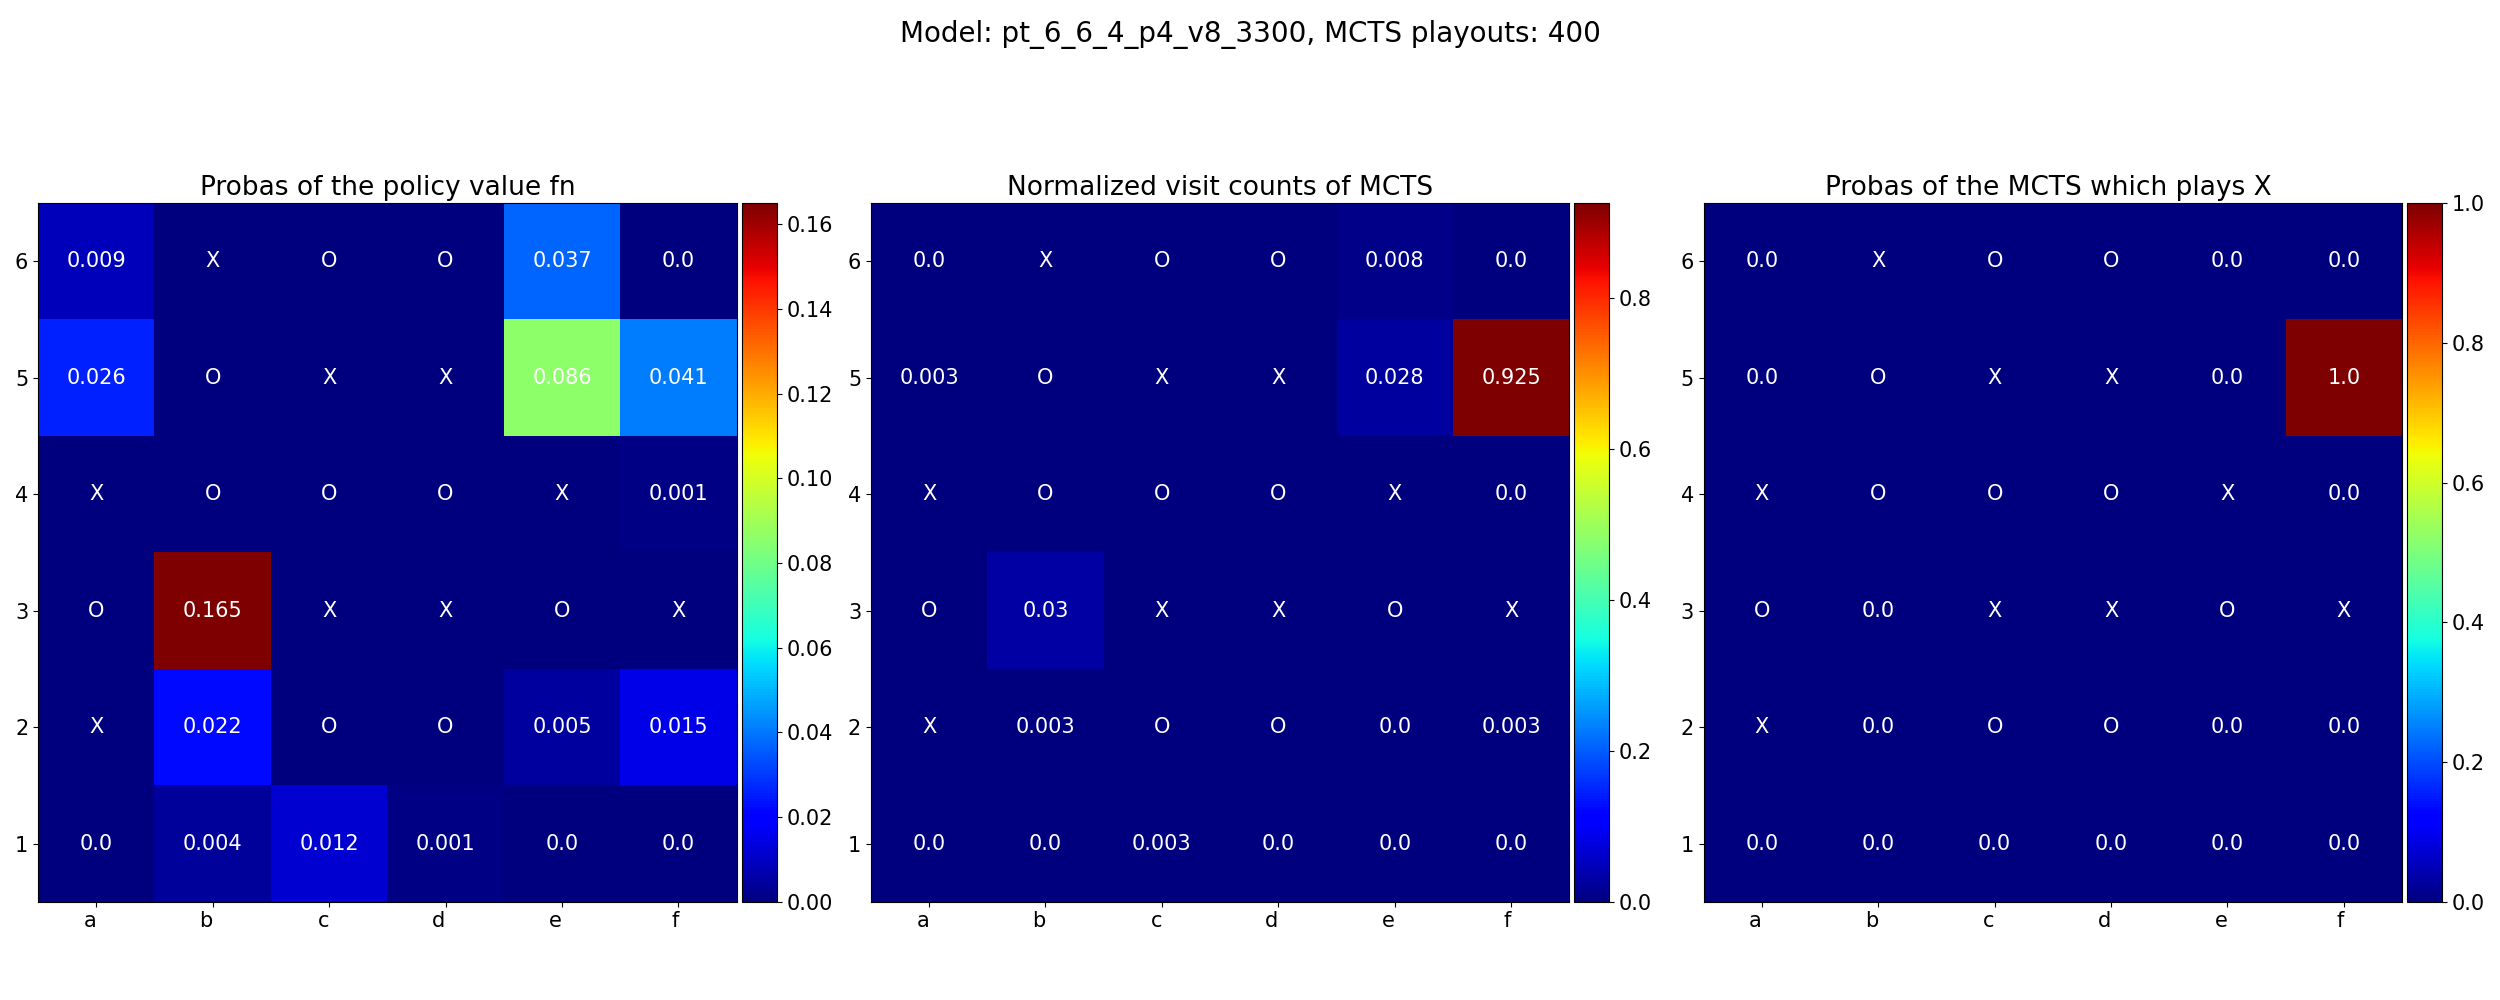 Model: pt_6_6_4_p4_v8_3300, MCTS playouts: 400
Probas of the policy value fn
6 0.009 X O O 0.037 0.0
5 0.026 O X X 0.086 0.041
4 X O O O X 0.001
3 O 0.165 X X O X
2 X 0.022 O O 0.005 0.015
1 0.0 0.004 0.012 0.001 0.0 0.0
a b c d e f
0.16
0.14
0.12
0.10
0.08
0.06
0.04
0.02
0.00
Normalized visit counts of MCTS
6 0.0 X O O 0.008 0.0
5 0.003 O X X 0.028 0.925
4 X O O O X 0.0
3 O 0.03 X X O X
2 X 0.003 O O 0.0 0.003
1 0.0 0.0 0.003 0.0 0.0 0.0
a b c d e f
0.8
0.6
0.4
0.2
0.0
Probas of the MCTS which plays X
6 0.0 X O O 0.0 0.0
5 0.0 O X X 0.0 1.0
4 X O O O X 0.0
3 O 0.0 X X O X
2 X 0.0 O O 0.0 0.0
1 0.0 0.0 0.0 0.0 0.0 0.0
a b c d e f
1.0
0.8
0.6
0.4
0.2
0.0